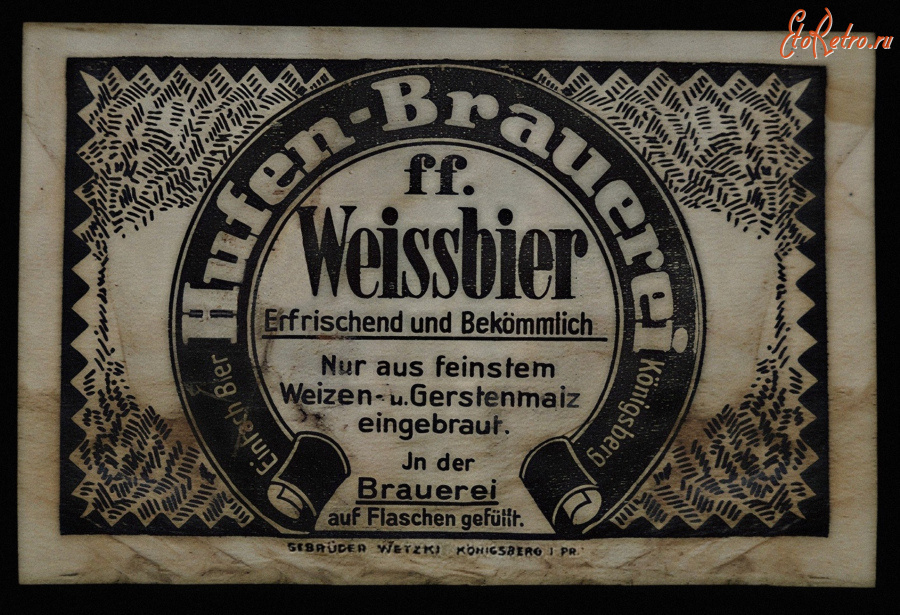 EtoRetro.ru
Hufen-Brauerei
Einfach Bier
Königsberg
ff.
Weissbier
Erfrischend und Bekömmlich
Nur aus feinstem
Weizen- u. Gerstenmalz
eingebraut.
Jn der
Brauerei
auf Flaschen gefüllt.
GEBRÜDER WETZKI KÖNIGSBERG I PR.